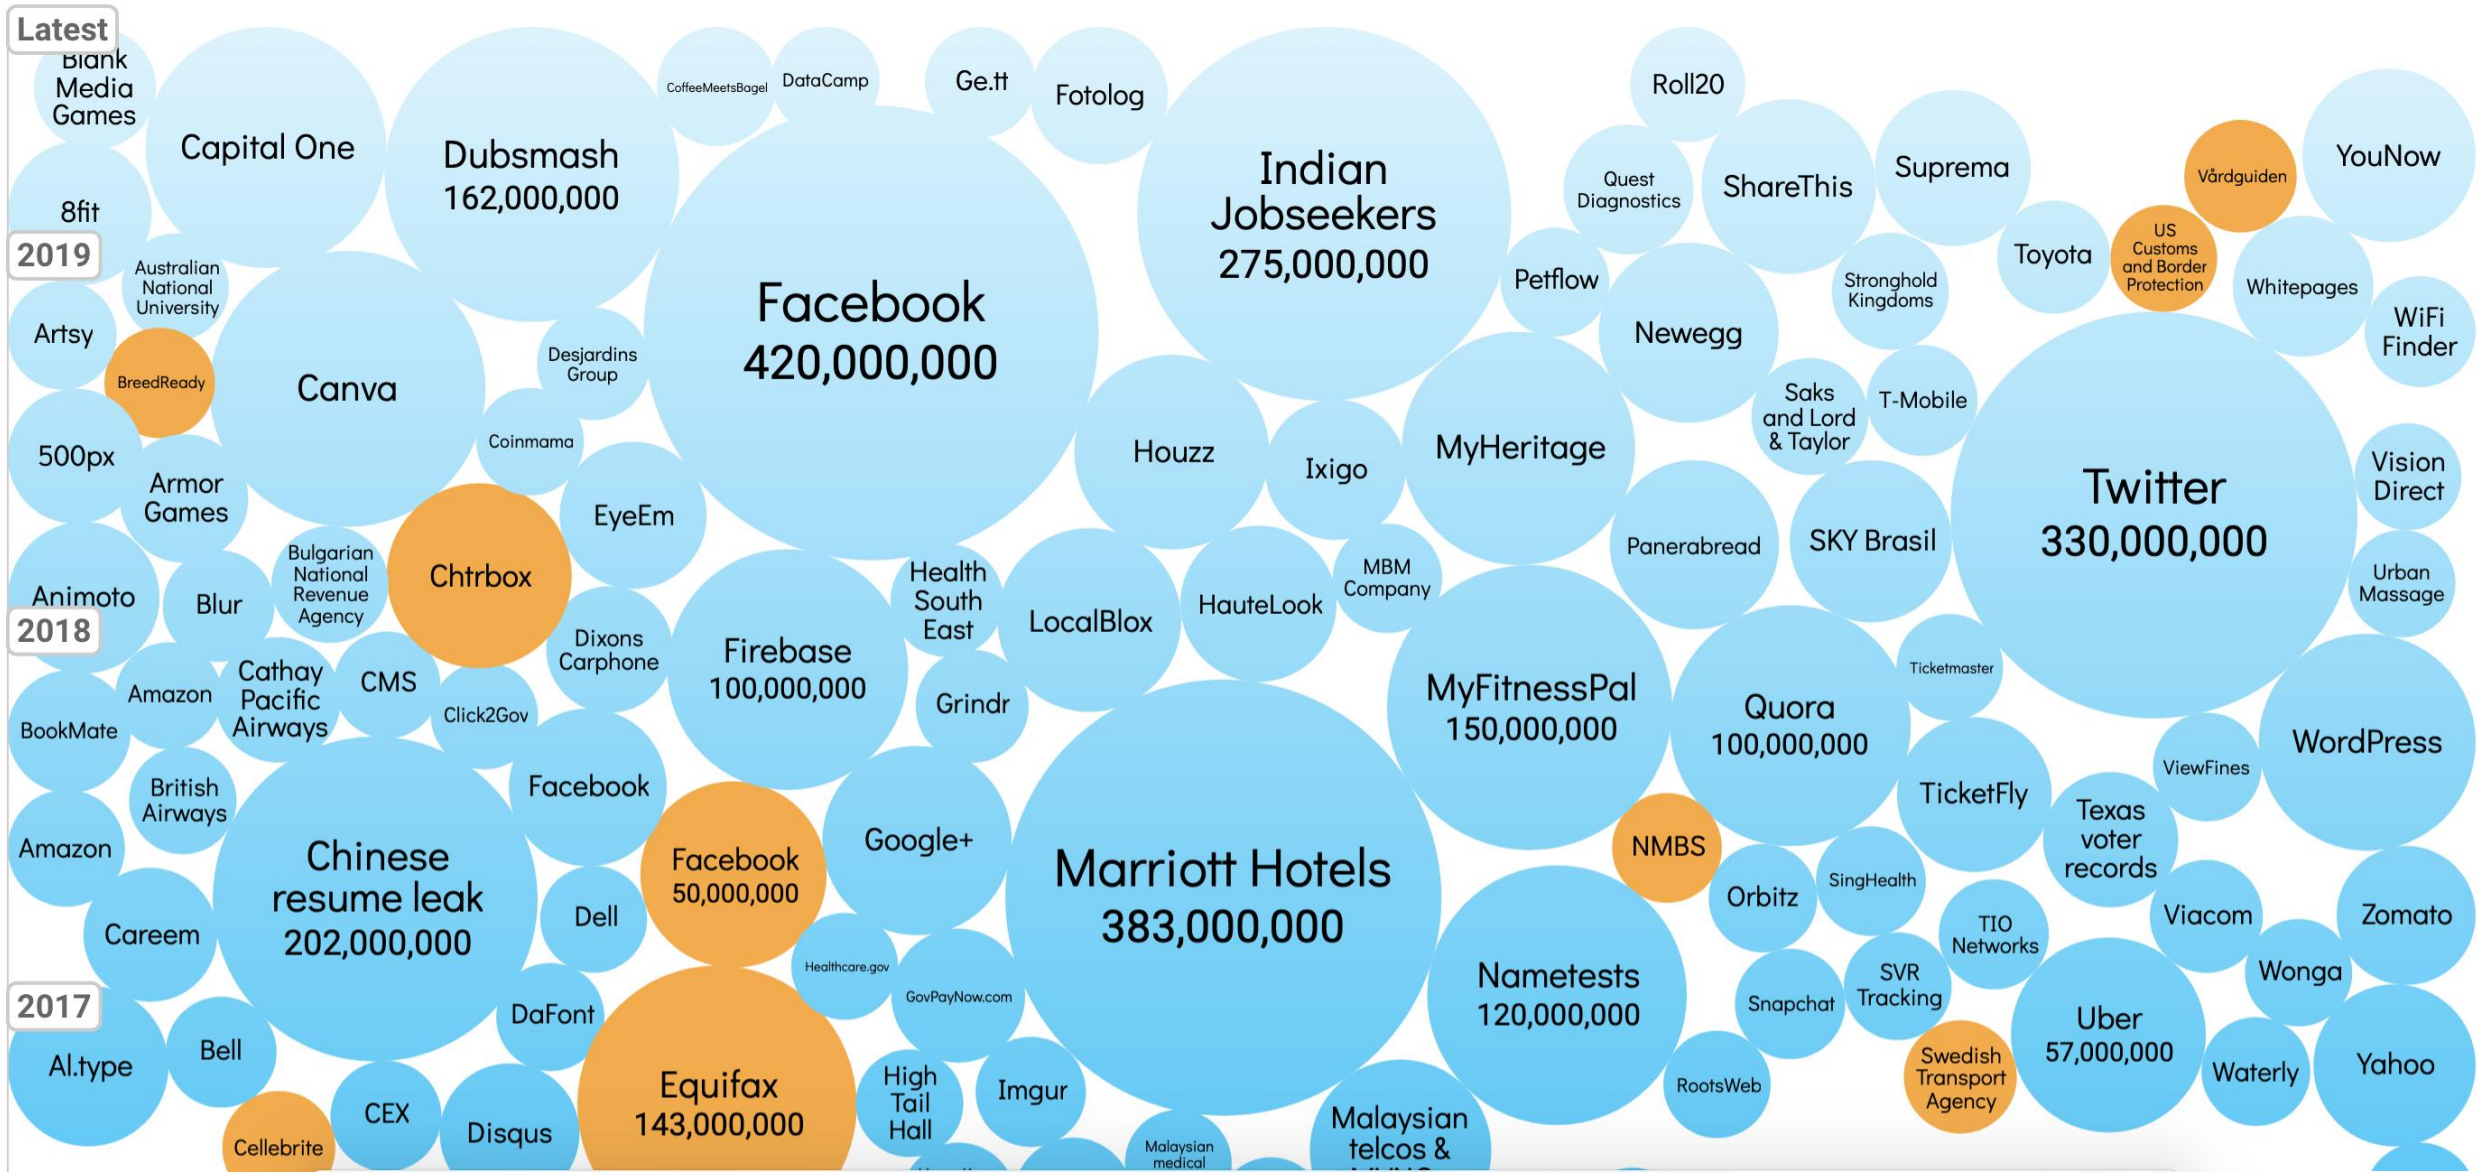 Latest
Blank
Media
Games
Capital One
Dubsmash
162,000,000
CoffeeMeetsBagel
DataCamp
Ge.tt
Fotolog
Indian
Jobseekers
275,000,000
Roll20
Quest
Diagnostics
ShareThis
Suprema
Vårdguiden
YouNow
8fit
2019
Australian
National
University
Facebook
420,000,000
Petflow
Newegg
Stronghold
Kingdoms
Toyota
US
Customs
and Border
Protection
Whitepages
WiFi
Finder
Artsy
BreedReady
Canva
Desjardins
Group
Coinmama
Houzz
Ixigo
MyHeritage
Saks
and Lord
& Taylor
T-Mobile
Twitter
330,000,000
Vision
Direct
500px
Armor
Games
EyeEm
Panerabread
SKY Brasil
Urban
Massage
Animoto
2018
Blur
Bulgarian
National
Revenue
Agency
Chtrbox
Dixons
Carphone
Firebase
100,000,000
Health
South
East
LocalBlox
HauteLook
MBM
Company
MyFitnessPal
150,000,000
Quora
100,000,000
Ticketmaster
WordPress
BookMate
Amazon
Cathay
Pacific
Airways
CMS
Click2Gov
Grindr
Facebook
TicketFly
ViewFines
Amazon
British
Airways
Chinese
resume leak
202,000,000
Facebook
50,000,000
Google+
Marriott Hotels
383,000,000
NMBS
Orbitz
SingHealth
Texas
voter
records
Viacom
Zomato
Careem
Dell
Healthcare.gov
GovPayNow.com
Nametests
120,000,000
Snapchat
SVR
Tracking
TIO
Networks
Wonga
2017
Al.type
Bell
DaFont
Equifax
143,000,000
High
Tail
Hall
Imgur
RootsWeb
Swedish
Transport
Agency
Uber
57,000,000
Waterly
Yahoo
Cellebrite
CEX
Disqus
Malaysian
medical
Malaysian
telcos &